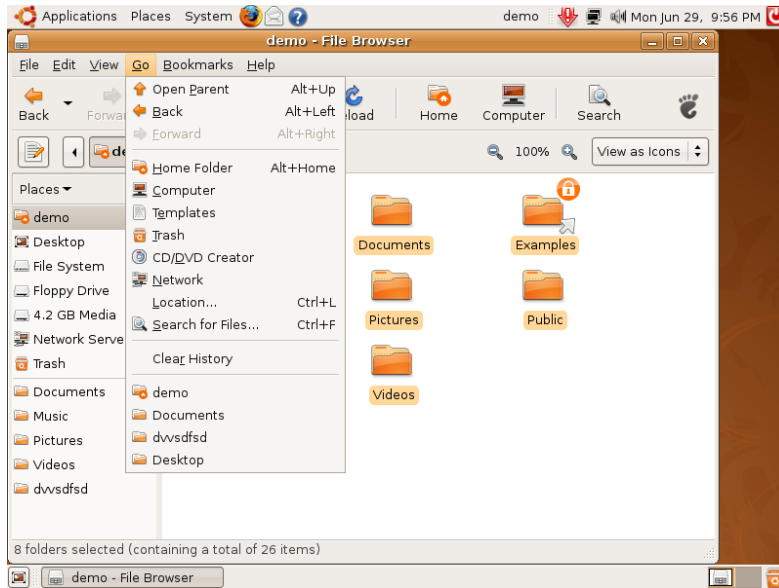 Applications Places System demo Mon Jun 29, 9:56 PM
demo - File Browser
File Edit View Go Bookmarks Help
Back Forwar load Home Computer Search
de 100% View as Icons
Places
demo
Desktop
File System
Floppy Drive
4.2 GB Media
Network Serve
Trash
Documents
Music
Pictures
Videos
dvvsdfsd
Open Parent Alt+Up
Back Alt+Left
Forward Alt+Right
Home Folder Alt+Home
Computer
Templates
Trash
CD/DVD Creator
Network
Location... Ctrl+L
Search for Files... Ctrl+F
Clear History
demo
Documents
dvvsdfsd
Desktop
Documents Examples
Pictures Public
Videos
8 folders selected (containing a total of 26 items)
demo - File Browser